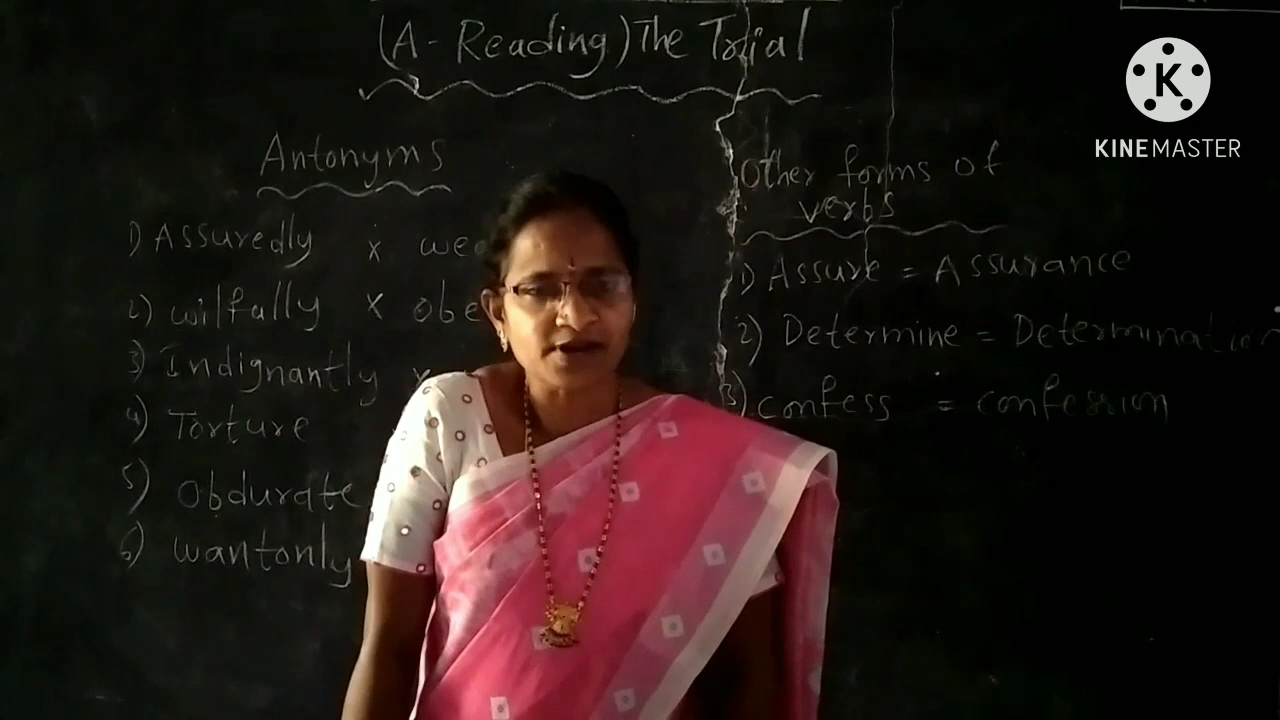 (A - Reading) The Trial
Antonyms
1) Assuredly x
2) wilfally x
3) Indignantly x
4) Torture
5) obdurate
6) wantonly
Other forms of
verbs
1) Assure = Assurance
2) Determine = Determination
3) confess = confession
K
KINEMASTER